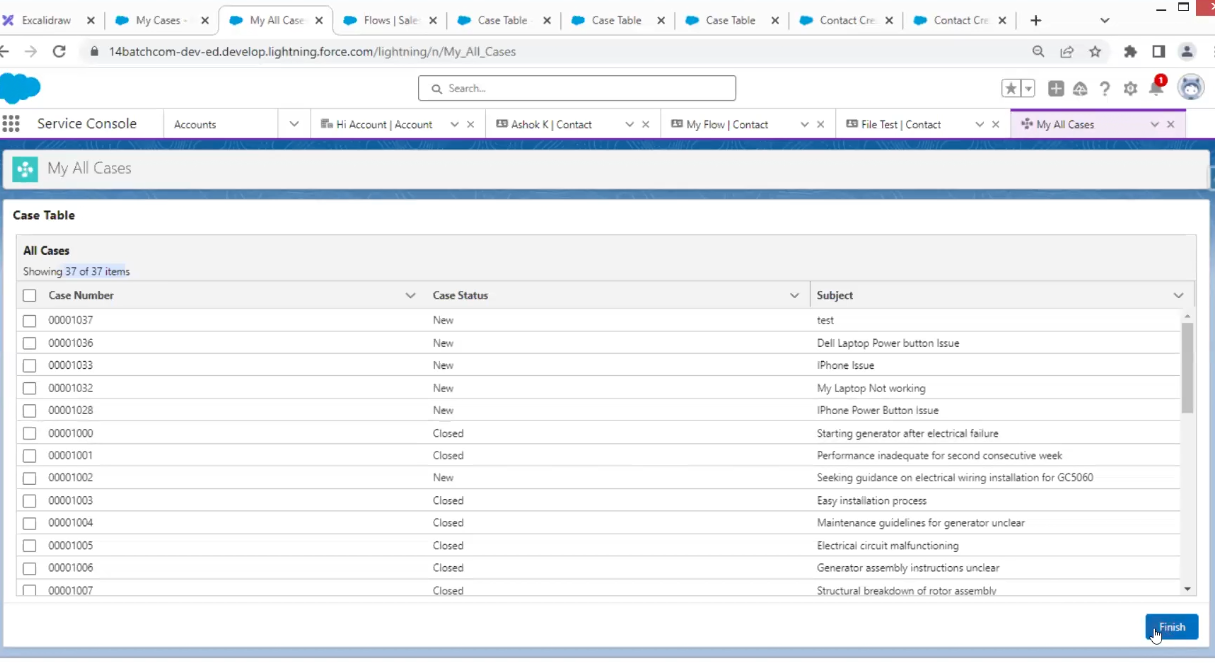 Excalidraw
My Cases -
My All Case
Flows | Sale
Case Table -
Case Table
Case Table
Contact Cre
Contact Cre
14batchcom-dev-ed.develop.lightning.force.com/lightning/n/My_All_Cases
Search...
1
Service Console
Accounts
Hi Account | Account
Ashok K | Contact
My Flow | Contact
File Test | Contact
My All Cases
My All Cases
Case Table
All Cases
Showing 37 of 37 items
Case Number Case Status Subject
00001037 New test
00001036 New Dell Laptop Power button Issue
00001033 New IPhone Issue
00001032 New My Laptop Not working
00001028 New IPhone Power Button Issue
00001000 Closed Starting generator after electrical failure
00001001 Closed Performance inadequate for second consecutive week
00001002 New Seeking guidance on electrical wiring installation for GC5060
00001003 Closed Easy installation process
00001004 Closed Maintenance guidelines for generator unclear
00001005 Closed Electrical circuit malfunctioning
00001006 Closed Generator assembly instructions unclear
00001007 Closed Structural breakdown of rotor assembly
Finish